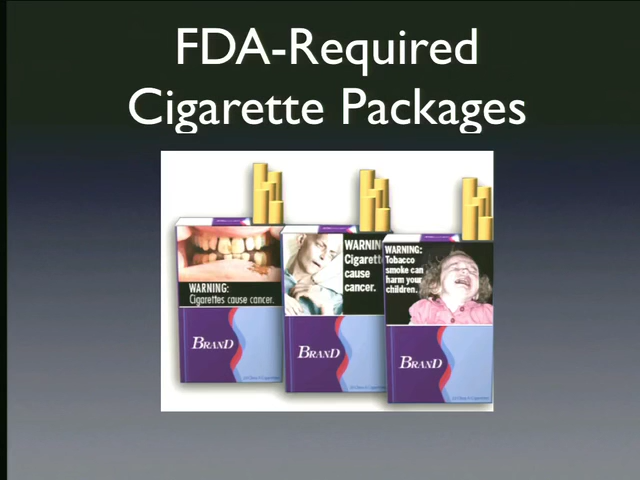 FDA-Required
Cigarette Packages
WARNING:
Cigarettes cause cancer.
BRAND
WARNIN
Cigarett
cause
cancer.
BRAND
WARNING:
Tobacco
smoke can
harm your
children.
BRAND